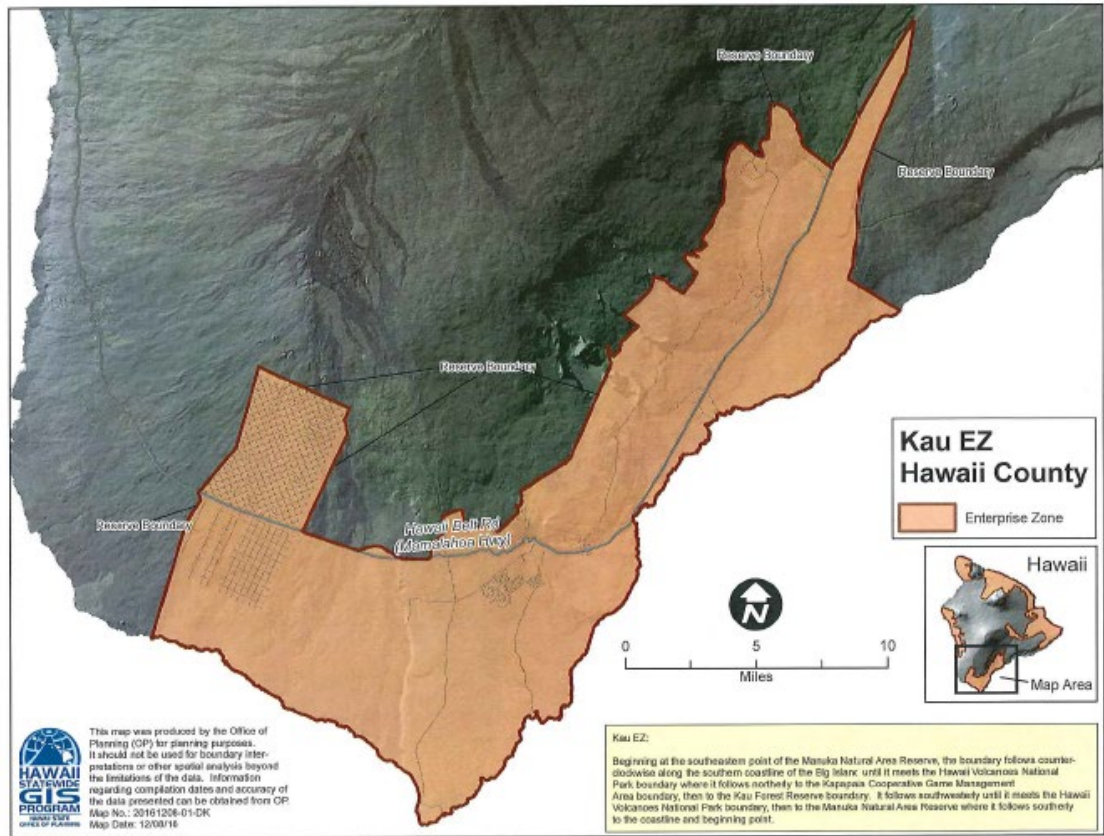 Reserve Boundary
Reserve Boundary
Reserve Boundary
Reserve Boundary
Hawaii Belt Rd
(Mamalahoa Hwy)
Kau EZ
Hawaii County
Enterprise Zone
Hawaii
Map Area
N
0 5 10
Miles
HAWAII
STATEWIDE
GIS
PROGRAM
HAWAII STATE
OFFICE OF PLANNING
This map was produced by the Office of
Planning (OP) for planning purposes.
It should not be used for boundary inter-
pretations or other spatial analysis beyond
the limitations of the data. Information
regarding compilation dates and accuracy of
the data presented can be obtained from OP.
Map No.: 20161206-01-DK
Map Date: 12/08/16
Kau EZ:
Beginning at the southeastern point of the Manuka Natural Area Reserve, the boundary follows counter-
clockwise along the southern coastline of the Big Island until it meets the Hawaii Volcanoes National
Park boundary where it follows northerly to the Kapapala Cooperative Game Management
Area boundary, then to the Kau Forest Reserve boundary. It follows southwesterly until it meets the Hawaii
Volcanoes National Park boundary, then to the Manuka Natural Area Reserve where it follows southerly
to the coastline and beginning point.